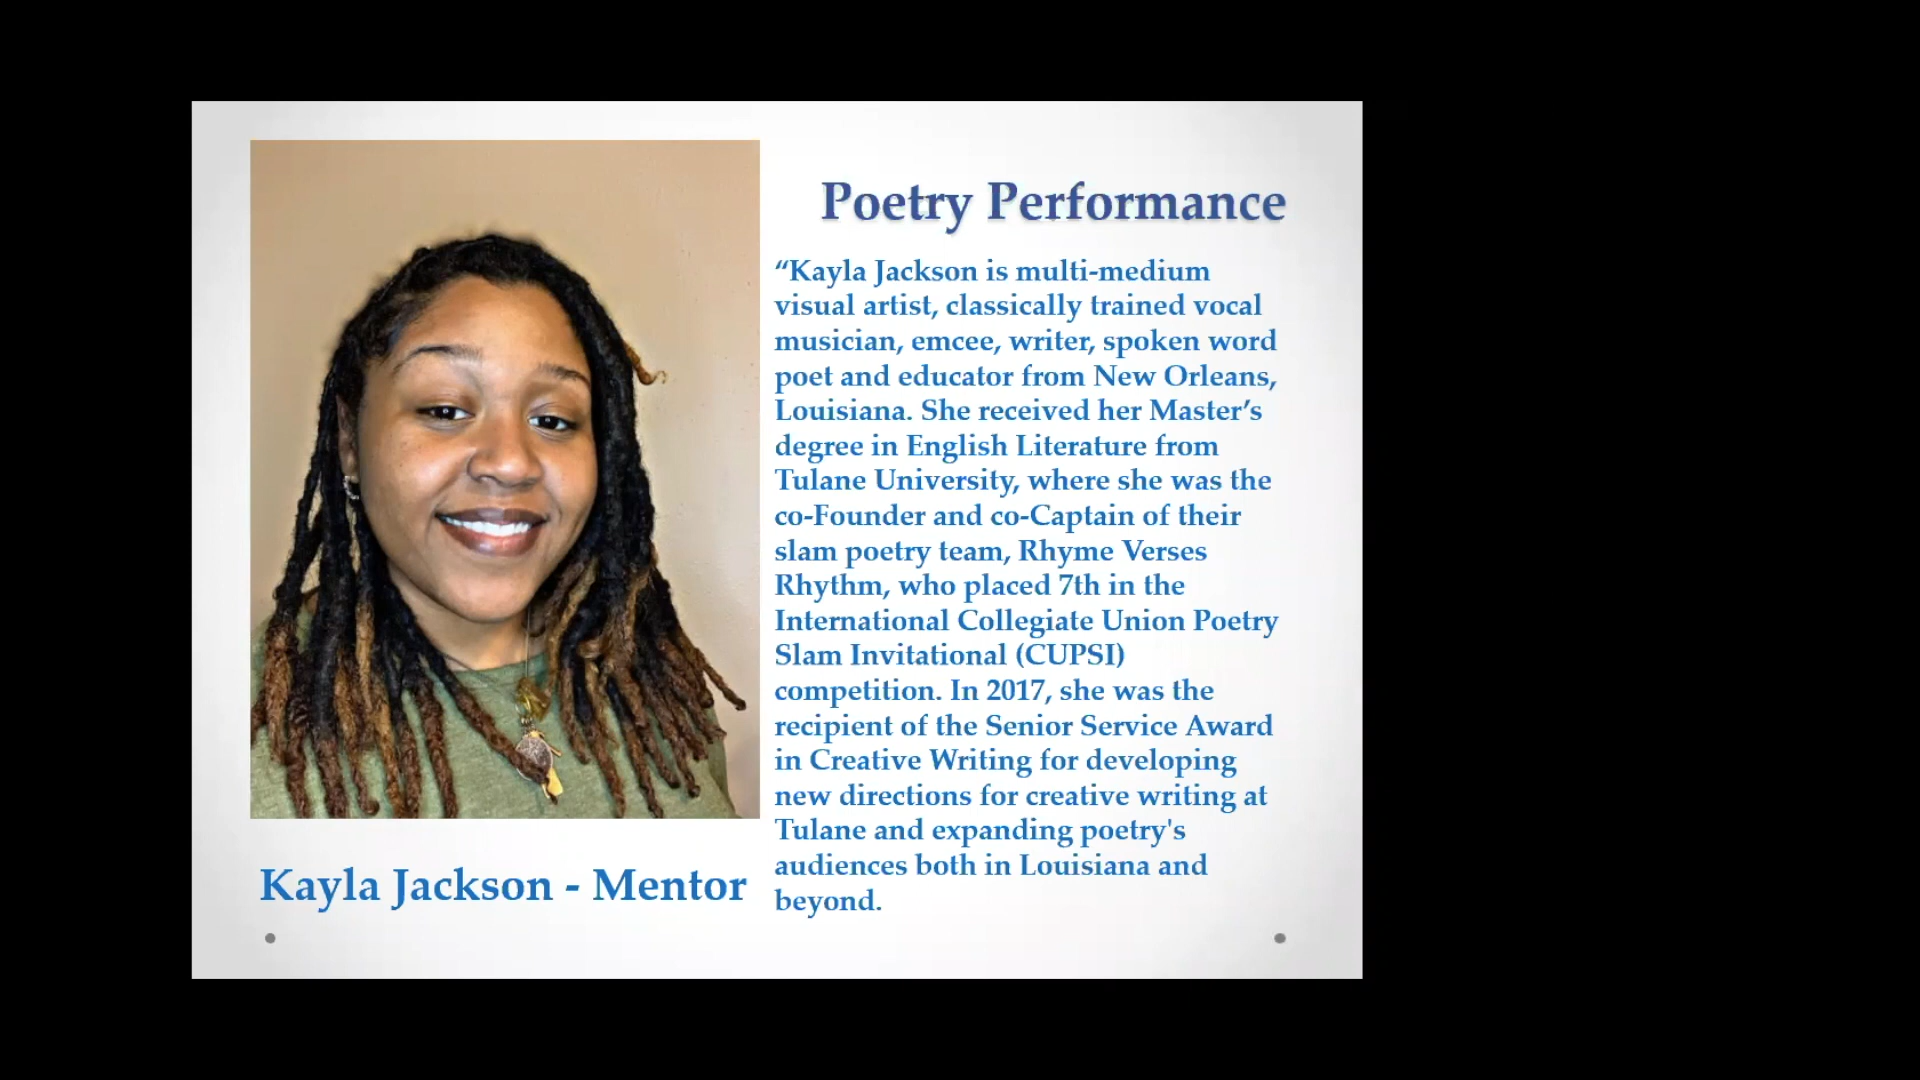 Poetry Performance
“Kayla Jackson is multi-medium
visual artist, classically trained vocal
musician, emcee, writer, spoken word
poet and educator from New Orleans,
Louisiana. She received her Master’s
degree in English Literature from
Tulane University, where she was the
co-Founder and co-Captain of their
slam poetry team, Rhyme Verses
Rhythm, who placed 7th in the
International Collegiate Union Poetry
Slam Invitational (CUPSI)
competition. In 2017, she was the
recipient of the Senior Service Award
in Creative Writing for developing
new directions for creative writing at
Tulane and expanding poetry's
audiences both in Louisiana and
beyond.
Kayla Jackson - Mentor